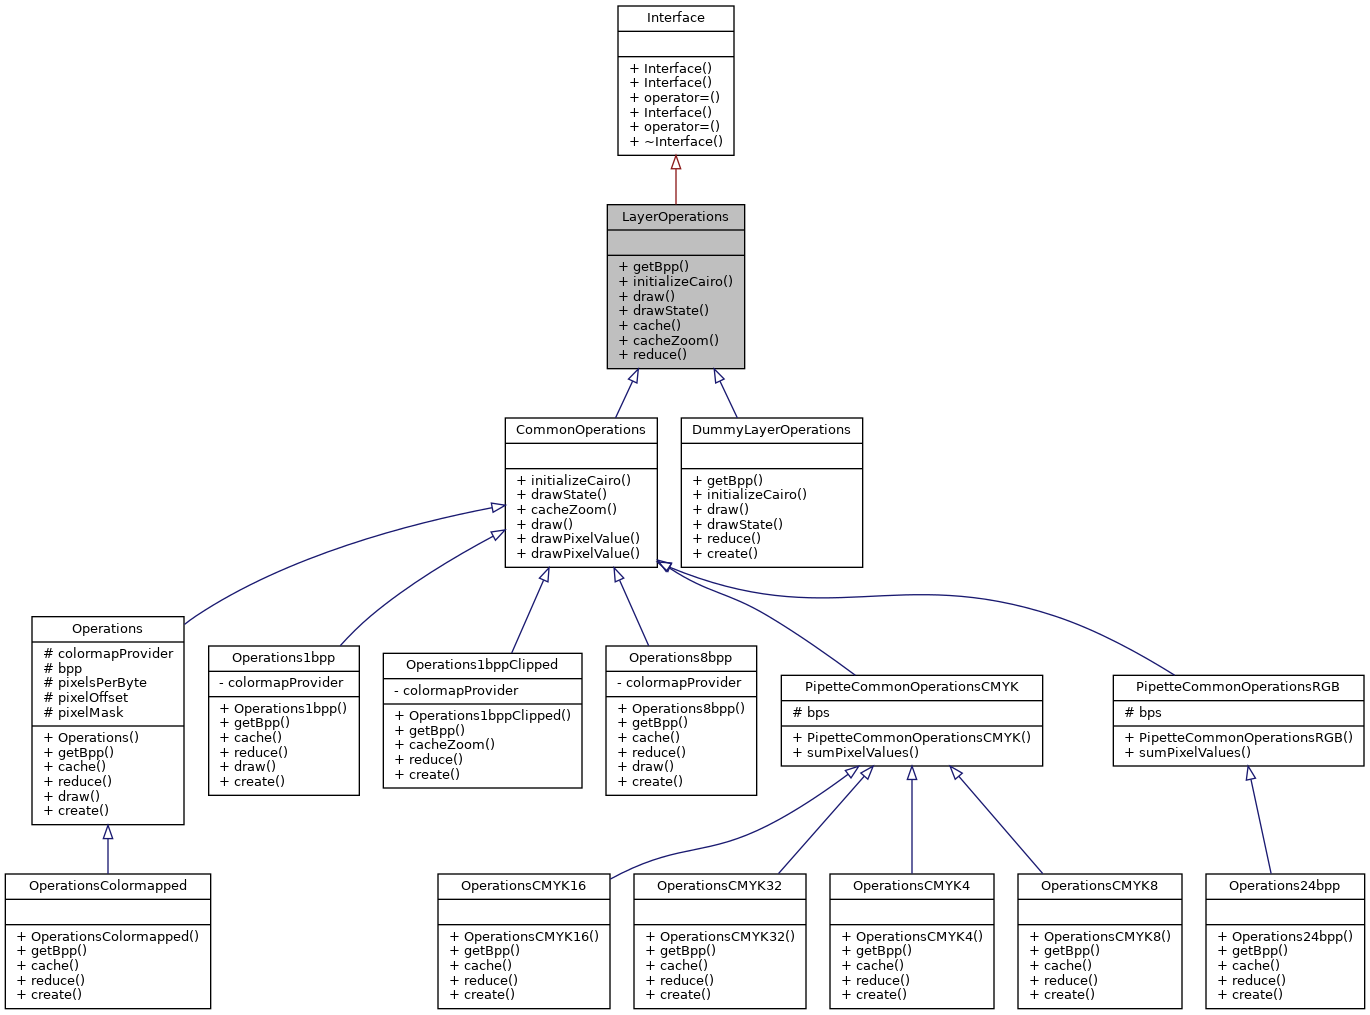 Interface
+ Interface()
+ Interface()
+ operator=()
+ Interface()
+ operator=()
+ ~Interface()
LayerOperations
+ getBpp()
+ initializeCairo()
+ draw()
+ drawState()
+ cache()
+ cacheZoom()
+ reduce()
CommonOperations
+ initializeCairo()
+ drawState()
+ cacheZoom()
+ draw()
+ drawPixelValue()
+ drawPixelValue()
DummyLayerOperations
+ getBpp()
+ initializeCairo()
+ draw()
+ drawState()
+ reduce()
+ create()
Operations
# colormapProvider
# bpp
# pixelsPerByte
# pixelOffset
# pixelMask
+ Operations()
+ getBpp()
+ cache()
+ reduce()
+ draw()
+ create()
Operations1bpp
- colormapProvider
+ Operations1bpp()
+ getBpp()
+ cache()
+ reduce()
+ draw()
+ create()
Operations1bppClipped
- colormapProvider
+ Operations1bppClipped()
+ getBpp()
+ cacheZoom()
+ reduce()
+ create()
Operations8bpp
- colormapProvider
+ Operations8bpp()
+ getBpp()
+ cache()
+ reduce()
+ draw()
+ create()
PipetteCommonOperationsCMYK
# bps
+ PipetteCommonOperationsCMYK()
+ sumPixelValues()
PipetteCommonOperationsRGB
# bps
+ PipetteCommonOperationsRGB()
+ sumPixelValues()
OperationsColormapped
+ OperationsColormapped()
+ getBpp()
+ cache()
+ reduce()
+ create()
OperationsCMYK16
+ OperationsCMYK16()
+ getBpp()
+ cache()
+ reduce()
+ create()
OperationsCMYK32
+ OperationsCMYK32()
+ getBpp()
+ cache()
+ reduce()
+ create()
OperationsCMYK4
+ OperationsCMYK4()
+ getBpp()
+ cache()
+ reduce()
+ create()
OperationsCMYK8
+ OperationsCMYK8()
+ getBpp()
+ cache()
+ reduce()
+ create()
Operations24bpp
+ Operations24bpp()
+ getBpp()
+ cache()
+ reduce()
+ create()